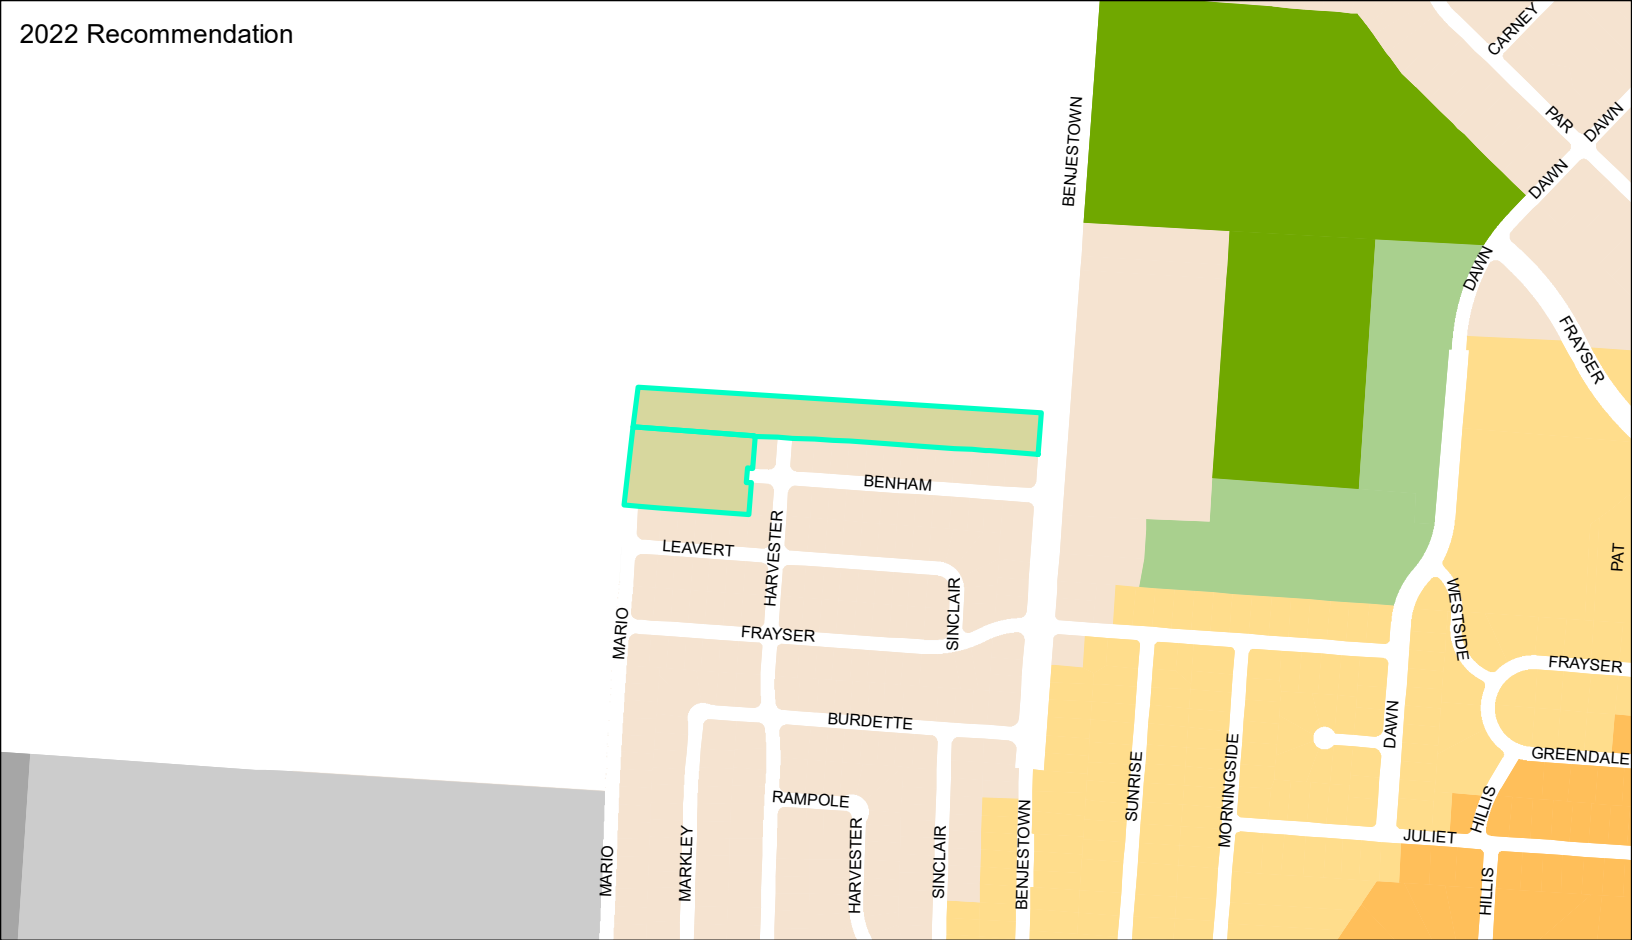 2022 Recommendation
CARNEY
PAR
DAWN
DAWN
BENJESTOWN
DAWN
FRAYSER
BENHAM
HARVESTER
LEAVERT
PAT
SINCLAIR
WESTSIDE
MARIO
FRAYSER
FRAYSER
BURDETTE
DAWN
GREENDALE
SUNRISE
MORNINGSIDE
RAMPOLE
HILLIS
JULIET
MARIO
MARKLEY
HARVESTER
SINCLAIR
BENJESTOWN
HILLIS